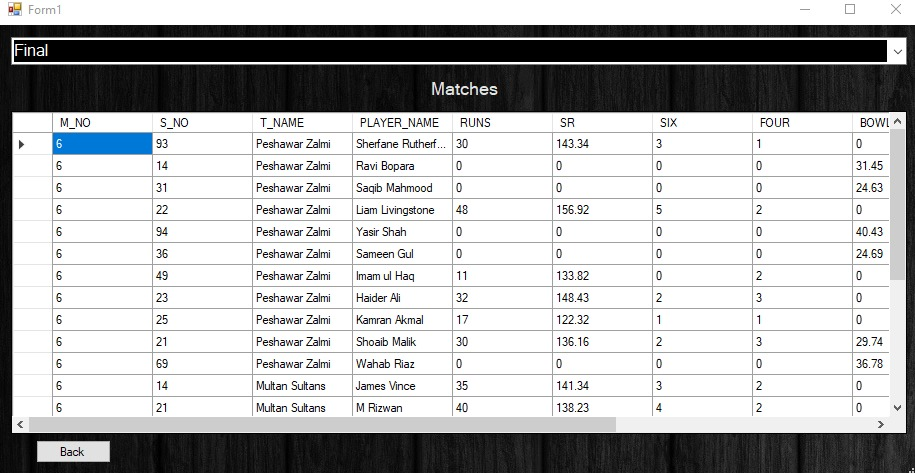 Form1
Final
Matches
M_NO S_NO T_NAME PLAYER_NAME RUNS SR SIX FOUR BOWL
6 93 Peshawar Zalmi Sherfane Rutherf... 30 143.34 3 1 0
6 14 Peshawar Zalmi Ravi Bopara 0 0 0 0 31.45
6 31 Peshawar Zalmi Saqib Mahmood 0 0 0 0 24.63
6 22 Peshawar Zalmi Liam Livingstone 48 156.92 5 2 0
6 94 Peshawar Zalmi Yasir Shah 0 0 0 0 40.43
6 36 Peshawar Zalmi Sameen Gul 0 0 0 0 24.69
6 49 Peshawar Zalmi Imam ul Haq 11 133.82 0 2 0
6 23 Peshawar Zalmi Haider Ali 32 148.43 2 3 0
6 25 Peshawar Zalmi Kamran Akmal 17 122.32 1 1 0
6 21 Peshawar Zalmi Shoaib Malik 30 136.16 2 3 29.74
6 69 Peshawar Zalmi Wahab Riaz 0 0 0 0 36.78
6 14 Multan Sultans James Vince 35 141.34 3 2 0
6 21 Multan Sultans M Rizwan 40 138.23 4 2 0
Back